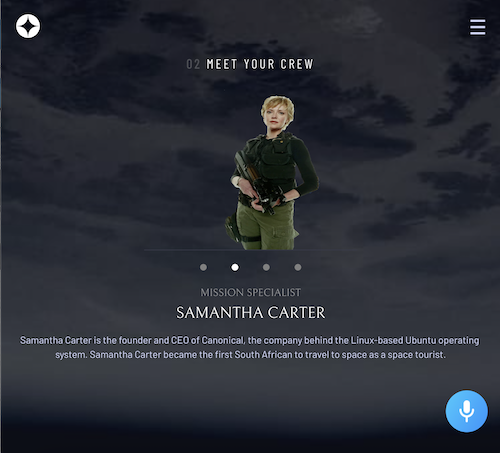 02 MEET YOUR CREW
MISSION SPECIALIST
SAMANTHA CARTER
Samantha Carter is the founder and CEO of Canonical, the company behind the Linux-based Ubuntu operating
system. Samantha Carter became the first South African to travel to space as a space tourist.